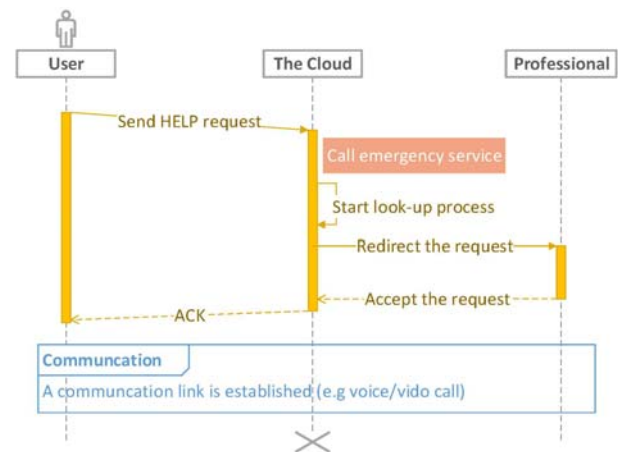 User
The Cloud
Professional
Send HELP request
Call emergency service
Start look-up process
Redirect the request
Accept the request
ACK
Communcation
A communcation link is established (e.g voice/vido call)